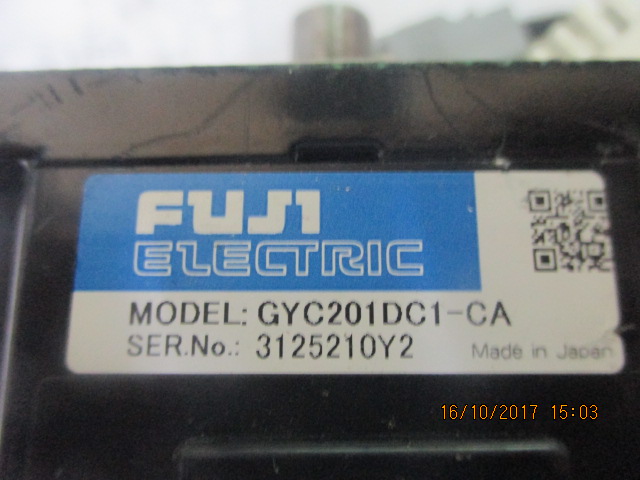 FUJI
ELECTRIC
MODEL: GYC201DC1-CA
SER.No.: 3125210Y2
Made in Japan
16/10/2017 15:03